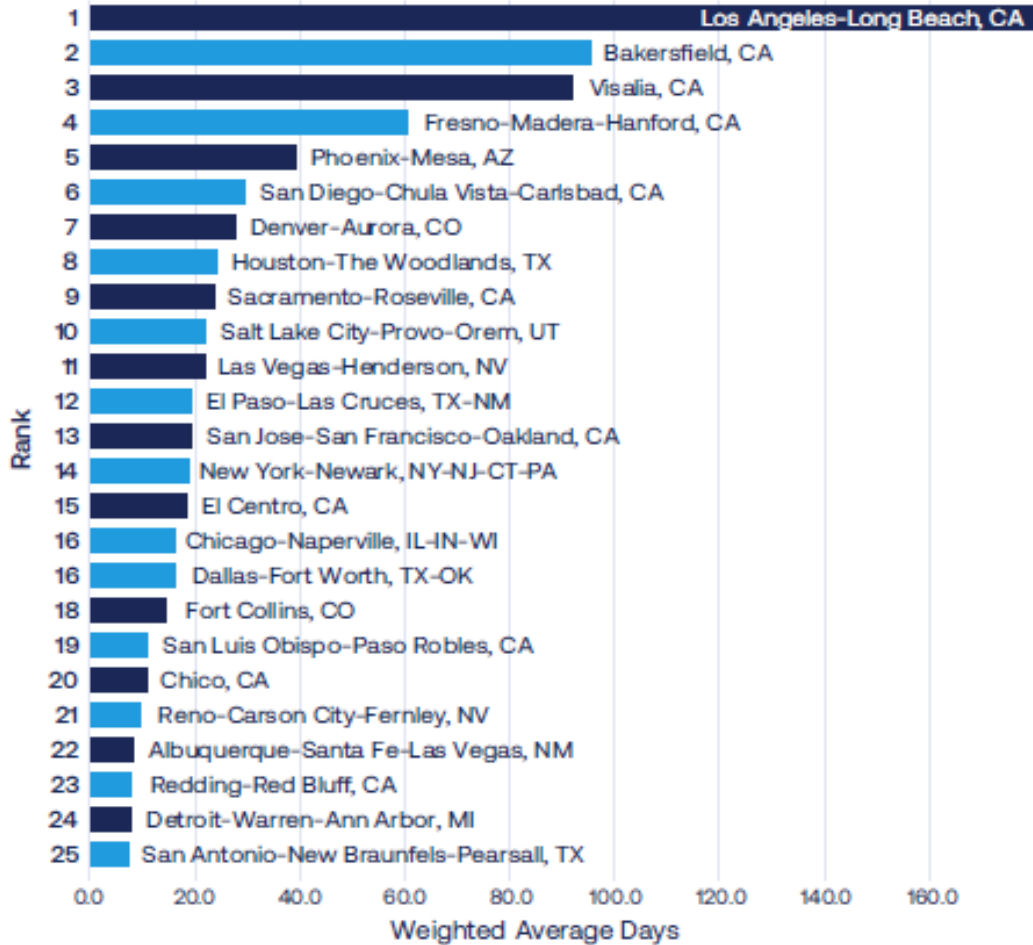 1 Los Angeles-Long Beach, CA
2 Bakersfield, CA
3 Visalia, CA
4 Fresno-Madera-Hanford, CA
5 Phoenix-Mesa, AZ
6 San Diego-Chula Vista-Carlsbad, CA
7 Denver-Aurora, CO
8 Houston-The Woodlands, TX
9 Sacramento-Roseville, CA
10 Salt Lake City-Provo-Orem, UT
11 Las Vegas-Henderson, NV
12 El Paso-Las Cruces, TX-NM
13 San Jose-San Francisco-Oakland, CA
14 New York-Newark, NY-NJ-CT-PA
15 El Centro, CA
16 Chicago-Naperville, IL-IN-WI
16 Dallas-Fort Worth, TX-OK
18 Fort Collins, CO
19 San Luis Obispo-Paso Robles, CA
20 Chico, CA
21 Reno-Carson City-Fernley, NV
22 Albuquerque-Santa Fe-Las Vegas, NM
23 Redding-Red Bluff, CA
24 Detroit-Warren-Ann Arbor, MI
25 San Antonio-New Braunfels-Pearsall, TX
Rank
0.0 20.0 40.0 60.0 80.0 100.0 120.0 140.0 160.0
Weighted Average Days